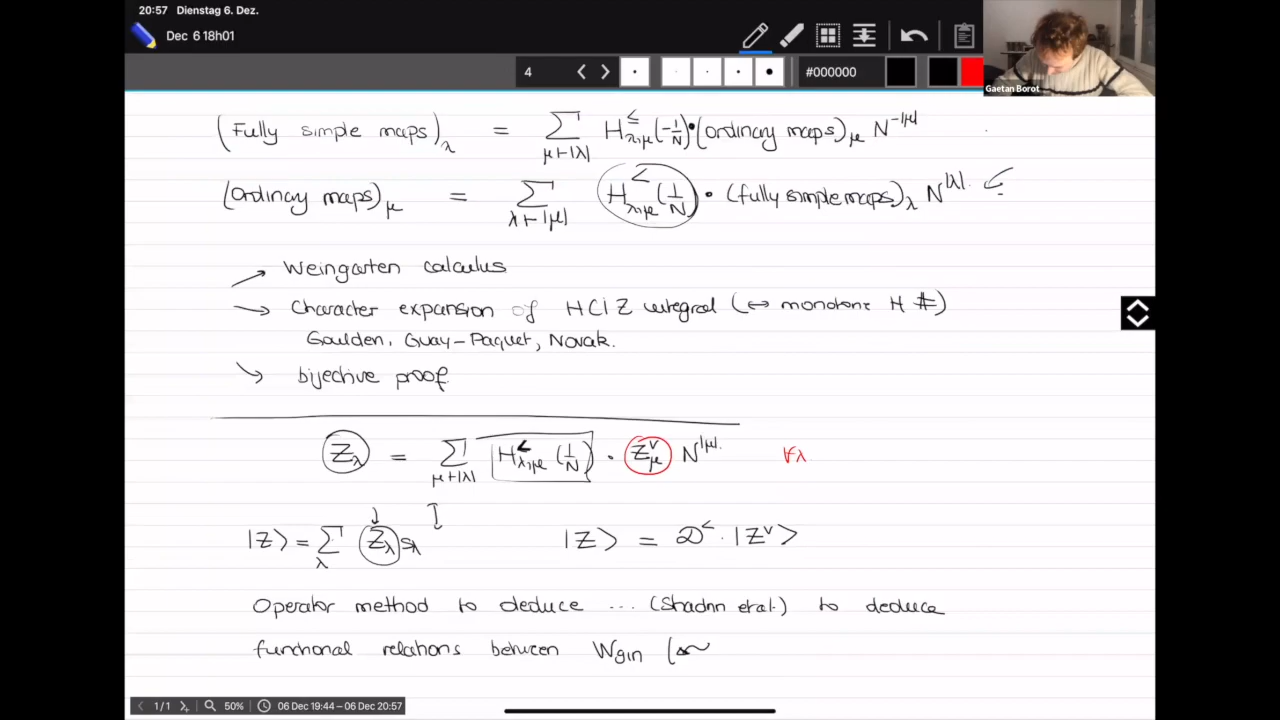 20:57 Dienstag 6. Dez.
Dec 6 18h01
4
#000000
Gaetan Borot
(Fully simple maps)_λ = Σ_{μ⊢|λ|} H^≤_{λ,μ}(-1/N)•(ordinary maps)_μ N^{-|μ|}
(Ordinary maps)_μ = Σ_{λ⊢|μ|} H^<_{λ,μ}(1/N) • (fully simple maps)_λ N^{|λ|}.
→ Weingarten calculus
→ Character expansion of HCIZ integral (↔ monotone H #)
Goulden, Guay-Paquet, Novak.
↘ bijective proof.
Z_λ = Σ_{μ⊢|λ|} H^<_{λ,μ}(1/N) • Z^v_μ N^{|μ|}. ∀λ
|Z⟩ = Σ_λ Z_λ s_λ |Z⟩ = D^< · |Z^v⟩
Operator method to deduce ... (Shadrin et al.) to deduce
functional relations between W_{g,n}
1/1 50% 06 Dec 19:44 – 06 Dec 20:57